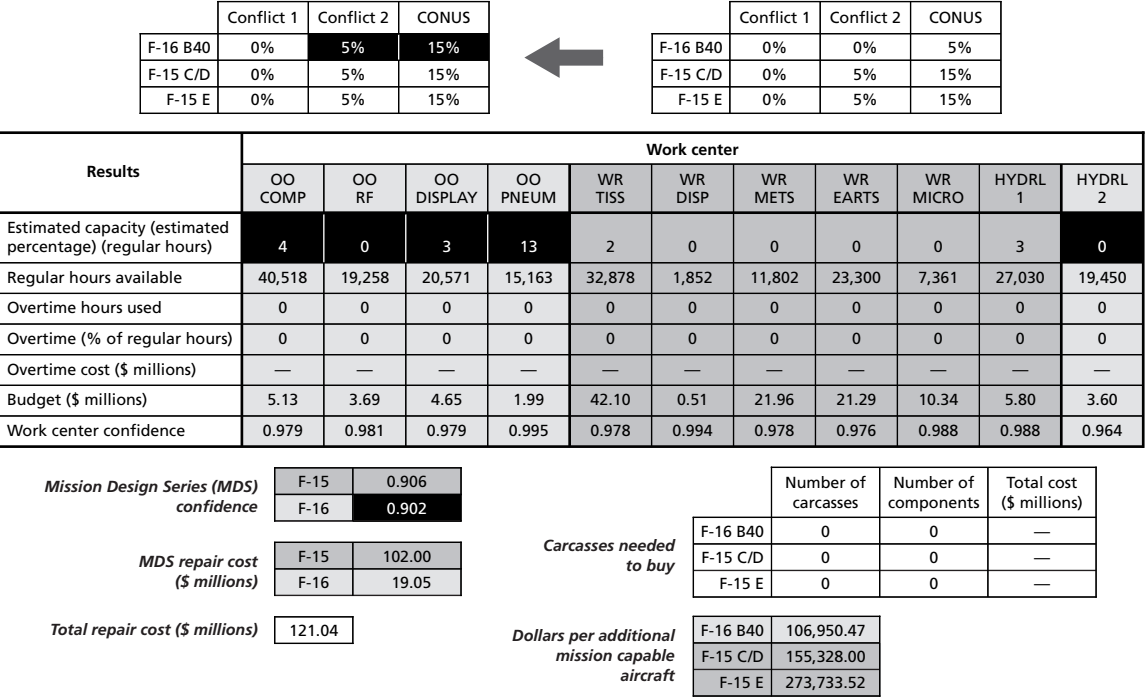 Conflict 1 Conflict 2 CONUS
F-16 B40 0% 5% 15%
F-15 C/D 0% 5% 15%
F-15 E 0% 5% 15%
Conflict 1 Conflict 2 CONUS
F-16 B40 0% 0% 5%
F-15 C/D 0% 5% 15%
F-15 E 0% 5% 15%
Results
Work center
OO COMP OO RF OO DISPLAY OO PNEUM WR TISS WR DISP WR METS WR EARTS WR MICRO HYDRL 1 HYDRL 2
Estimated capacity (estimated
percentage) (regular hours) 4 0 3 13 2 0 0 0 0 3 0
Regular hours available 40,518 19,258 20,571 15,163 32,878 1,852 11,802 23,300 7,361 27,030 19,450
Overtime hours used 0 0 0 0 0 0 0 0 0 0 0
Overtime (% of regular hours) 0 0 0 0 0 0 0 0 0 0 0
Overtime cost ($ millions) — — — — — — — — — — —
Budget ($ millions) 5.13 3.69 4.65 1.99 42.10 0.51 21.96 21.29 10.34 5.80 3.60
Work center confidence 0.979 0.981 0.979 0.995 0.978 0.994 0.978 0.976 0.988 0.988 0.964
Mission Design Series (MDS)
confidence
F-15 0.906
F-16 0.902
MDS repair cost
($ millions)
F-15 102.00
F-16 19.05
Total repair cost ($ millions) 121.04
Carcasses needed
to buy
Number of carcasses Number of components Total cost ($ millions)
F-16 B40 0 0 —
F-15 C/D 0 0 —
F-15 E 0 0 —
Dollars per additional
mission capable
aircraft
F-16 B40 106,950.47
F-15 C/D 155,328.00
F-15 E 273,733.52